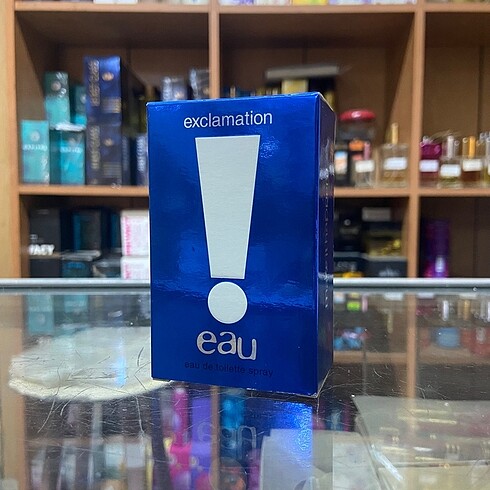 exclamation
!
eau
eau de toilette spray